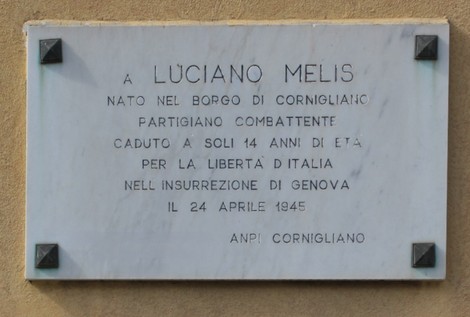 A LUCIANO MELIS
NATO NEL BORGO DI CORNIGLIANO
PARTIGIANO COMBATTENTE
CADUTO A SOLI 14 ANNI DI ETÀ
PER LA LIBERTÀ D'ITALIA
NELL'INSURREZIONE DI GENOVA
IL 24 APRILE 1945
ANPI CORNIGLIANO